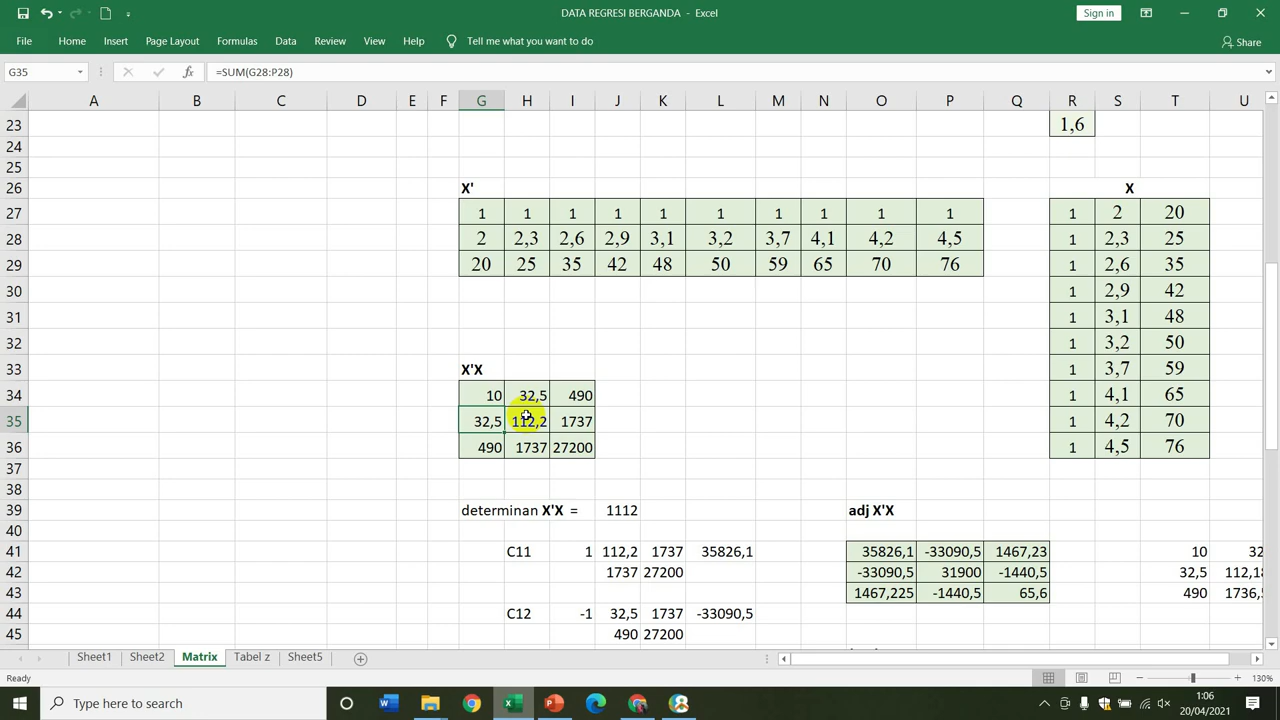 DATA REGRESI BERGANDA - Excel
Sign in
File Home Insert Page Layout Formulas Data Review View Help Tell me what you want to do Share
G35 fx =SUM(G28:P28)
A B C D E F G H I J K L M N O P Q R S T U
23 1,6
24
25
26 X' X
27 1 1 1 1 1 1 1 1 1 1 1 2 20
28 2 2,3 2,6 2,9 3,1 3,2 3,7 4,1 4,2 4,5 1 2,3 25
29 20 25 35 42 48 50 59 65 70 76 1 2,6 35
30 1 2,9 42
31 1 3,1 48
32 1 3,2 50
33 X'X 1 3,7 59
34 10 32,5 490 1 4,1 65
35 32,5 112,2 1737 1 4,2 70
36 490 1737 27200 1 4,5 76
37
38
39 determinan X'X = 1112 adj X'X
40
41 C11 1 112,2 1737 35826,1 35826,1 -33090,5 1467,23 10 32
42 1737 27200 -33090,5 31900 -1440,5 32,5 112,18
43 1467,225 -1440,5 65,6 490 1736,5
44 C12 -1 32,5 1737 -33090,5
45 490 27200
Sheet1 Sheet2 Matrix Tabel z Sheet5
Ready 130%
Type here to search 1:06
20/04/2021